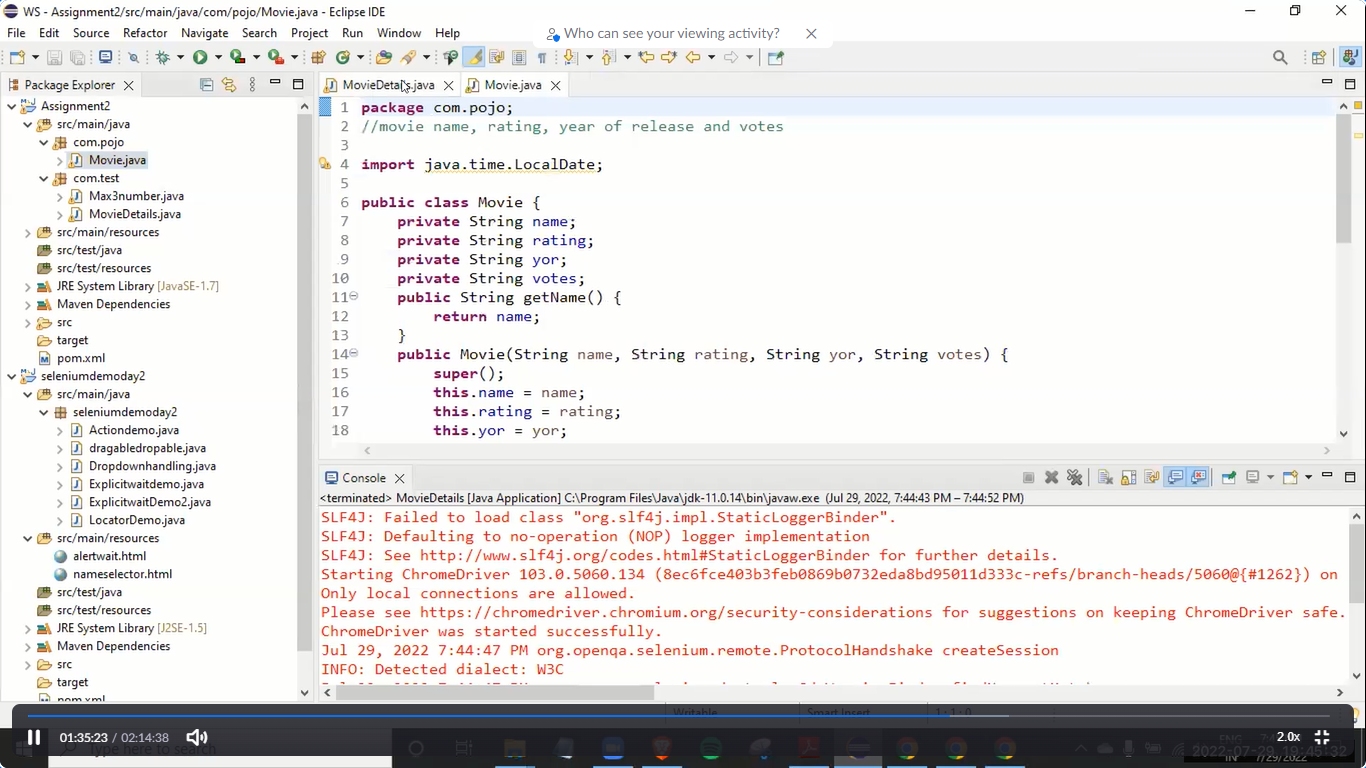 WS - Assignment2/src/main/java/com/pojo/Movie.java - Eclipse IDE
File Edit Source Refactor Navigate Search Project Run Window Help
Who can see your viewing activity?
Package Explorer
MovieDetails.java
Movie.java
Assignment2
src/main/java
com.pojo
Movie.java
com.test
Max3number.java
MovieDetails.java
src/main/resources
src/test/java
src/test/resources
JRE System Library [JavaSE-1.7]
Maven Dependencies
src
target
pom.xml
seleniumdemoday2
src/main/java
seleniumdemoday2
Actiondemo.java
dragabledropable.java
Dropdownhandling.java
Explicitwaitdemo.java
ExplicitwaitDemo2.java
LocatorDemo.java
src/main/resources
alertwait.html
nameselector.html
src/test/java
src/test/resources
JRE System Library [J2SE-1.5]
Maven Dependencies
src
target
pom.xml
1 package com.pojo;
2 //movie name, rating, year of release and votes
3
4 import java.time.LocalDate;
5
6 public class Movie {
7 private String name;
8 private String rating;
9 private String yor;
10 private String votes;
11 public String getName() {
12 return name;
13 }
14 public Movie(String name, String rating, String yor, String votes) {
15 super();
16 this.name = name;
17 this.rating = rating;
18 this.yor = yor;
Console
<terminated> MovieDetails [Java Application] C:\Program Files\Java\jdk-11.0.14\bin\javaw.exe (Jul 29, 2022, 7:44:43 PM – 7:44:52 PM)
SLF4J: Failed to load class "org.slf4j.impl.StaticLoggerBinder".
SLF4J: Defaulting to no-operation (NOP) logger implementation
SLF4J: See http://www.slf4j.org/codes.html#StaticLoggerBinder for further details.
Starting ChromeDriver 103.0.5060.134 (8ec6fce403b3feb0869b0732eda8bd95011d333c-refs/branch-heads/5060@{#1262}) on
Only local connections are allowed.
Please see https://chromedriver.chromium.org/security-considerations for suggestions on keeping ChromeDriver safe.
ChromeDriver was started successfully.
Jul 29, 2022 7:44:47 PM org.openqa.selenium.remote.ProtocolHandshake createSession
INFO: Detected dialect: W3C
Writable Smart Insert 1 : 1 : 0
01:35:23 / 02:14:38
2.0x
Type here to search
2022-07-29 19:45:32
7/29/2022